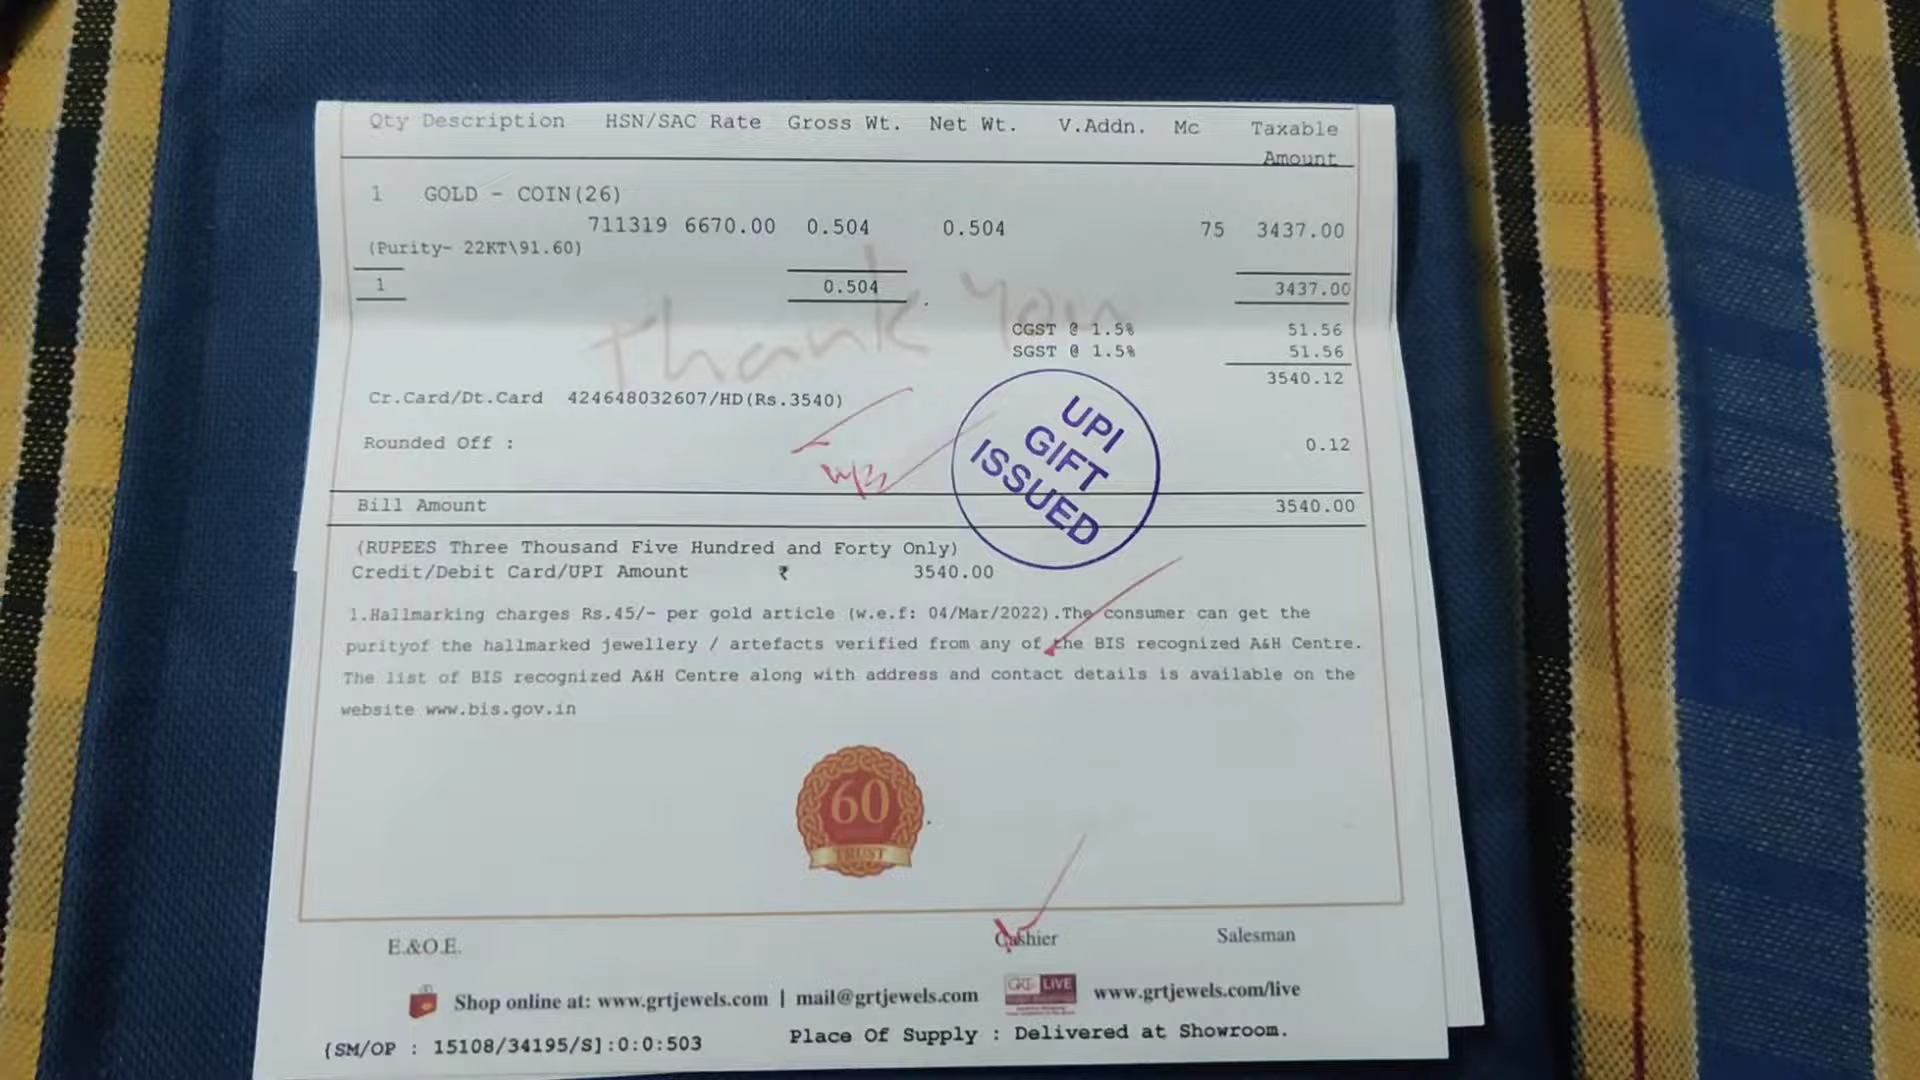 Qty Description HSN/SAC Rate Gross Wt. Net Wt. V.Addn. Mc Taxable Amount
1 GOLD - COIN(26)
711319 6670.00 0.504 0.504 75 3437.00
(Purity- 22KT\91.60)
1 0.504 3437.00
Thank You
CGST @ 1.5% 51.56
SGST @ 1.5% 51.56
3540.12
Cr.Card/Dt.Card 424648032607/HD(Rs.3540)
Rounded Off : 0.12
UPI
GIFT
ISSUED
Bill Amount 3540.00
(RUPEES Three Thousand Five Hundred and Forty Only)
Credit/Debit Card/UPI Amount ₹ 3540.00
1.Hallmarking charges Rs.45/- per gold article (w.e.f: 04/Mar/2022).The consumer can get the
purityof the hallmarked jewellery / artefacts verified from any of the BIS recognized A&H Centre.
The list of BIS recognized A&H Centre along with address and contact details is available on the
website www.bis.gov.in
60
TRUST
E.&O.E. Cashier Salesman
Shop online at: www.grtjewels.com | mail@grtjewels.com GRT LIVE www.grtjewels.com/live
{SM/OP : 15108/34195/S]:0:0:503 Place Of Supply : Delivered at Showroom.